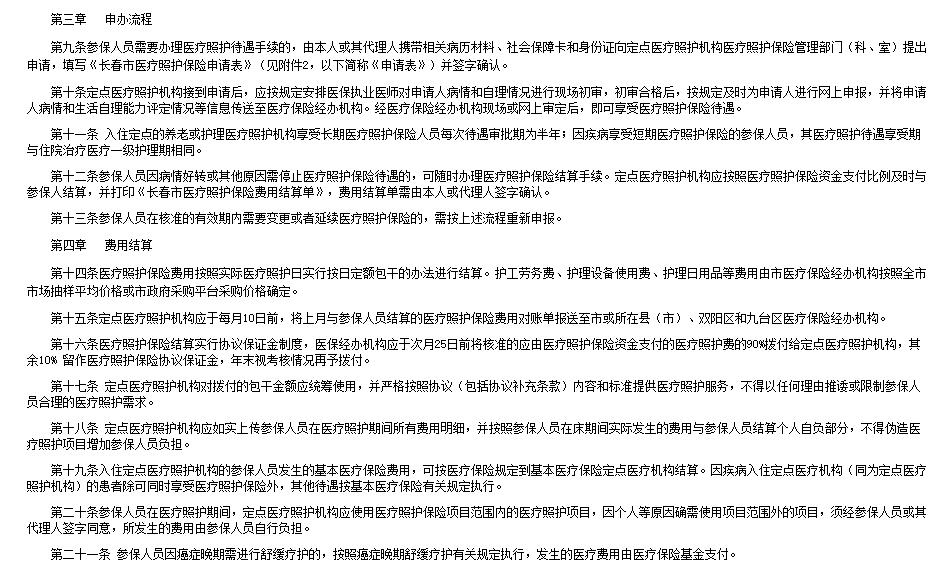 第三章　　申办流程
第九条参保人员需要办理医疗照护待遇手续的，由本人或其代理人携带相关病历材料、社会保障卡和身份证向定点医疗照护机构医疗照护保险管理部门（科、室）提出
申请，填写《长春市医疗照护保险申请表》（见附件2，以下简称《申请表》）并签字确认。
第十条定点医疗照护机构接到申请后，应按规定安排医保执业医师对申请人病情和自理情况进行现场初审，初审合格后，按规定及时为申请人进行网上申报，并将申请
人病情和生活自理能力评定情况等信息传送至医疗保险经办机构。经医疗保险经办机构现场或网上审定后，即可享受医疗照护保险待遇。
第十一条 入住定点的养老或护理医疗照护机构享受长期医疗照护保险人员每次待遇审批期为半年；因疾病享受短期医疗照护保险的参保人员，其医疗照护待遇享受期
与住院治疗医疗一级护理期相同。
第十二条参保人员因病情好转或其他原因需停止医疗照护保险待遇的，可随时办理医疗照护保险结算手续。定点医疗照护机构应按照医疗照护保险资金支付比例及时与
参保人结算，并打印《长春市医疗照护保险费用结算单》，费用结算单需由本人或代理人签字确认。
第十三条参保人员在核准的有效期内需要变更或者延续医疗照护保险的，需按上述流程重新申报。
第四章　　费用结算
第十四条医疗照护保险费用按照实际医疗照护日实行按日定额包干的办法进行结算。护工劳务费、护理设备使用费、护理日用品等费用由市医疗保险经办机构按照全市
市场抽样平均价格或市政府采购平台采购价格确定。
第十五条定点医疗照护机构应于每月10日前，将上月与参保人员结算的医疗照护保险费用对账单报送至市或所在县（市）、双阳区和九台区医疗保险经办机构。
第十六条医疗照护保险结算实行协议保证金制度，医保经办机构应于次月25日前将核准的应由医疗照护保险资金支付的医疗照护费的90%拨付给定点医疗照护机构，其
余10% 留作医疗照护保险协议保证金，年末视考核情况再予拨付。
第十七条 定点医疗照护机构对拨付的包干金额应统筹使用，并严格按照协议（包括协议补充条款）内容和标准提供医疗照护服务，不得以任何理由推诿或限制参保人
员合理的医疗照护需求。
第十八条 定点医疗照护机构应如实上传参保人员在医疗照护期间所有费用明细，并按照参保人员在床期间实际发生的费用与参保人员结算个人自负部分，不得伪造医
疗照护项目增加参保人员负担。
第十九条入住定点医疗照护机构的参保人员发生的基本医疗保险费用，可按医疗保险规定到基本医疗保险定点医疗机构结算。因疾病入住定点医疗机构（同为定点医疗
照护机构）的患者除可同时享受医疗照护保险外，其他待遇按基本医疗保险有关规定执行。
第二十条参保人员在医疗照护期间，定点医疗照护机构应使用医疗照护保险项目范围内的医疗照护项目，因个人等原因确需使用项目范围外的项目，须经参保人员或其
代理人签字同意，所发生的费用由参保人员自行负担。
第二十一条 参保人员因癌症晚期需进行舒缓疗护的，按照癌症晚期舒缓疗护有关规定执行，发生的医疗费用由医疗保险基金支付。